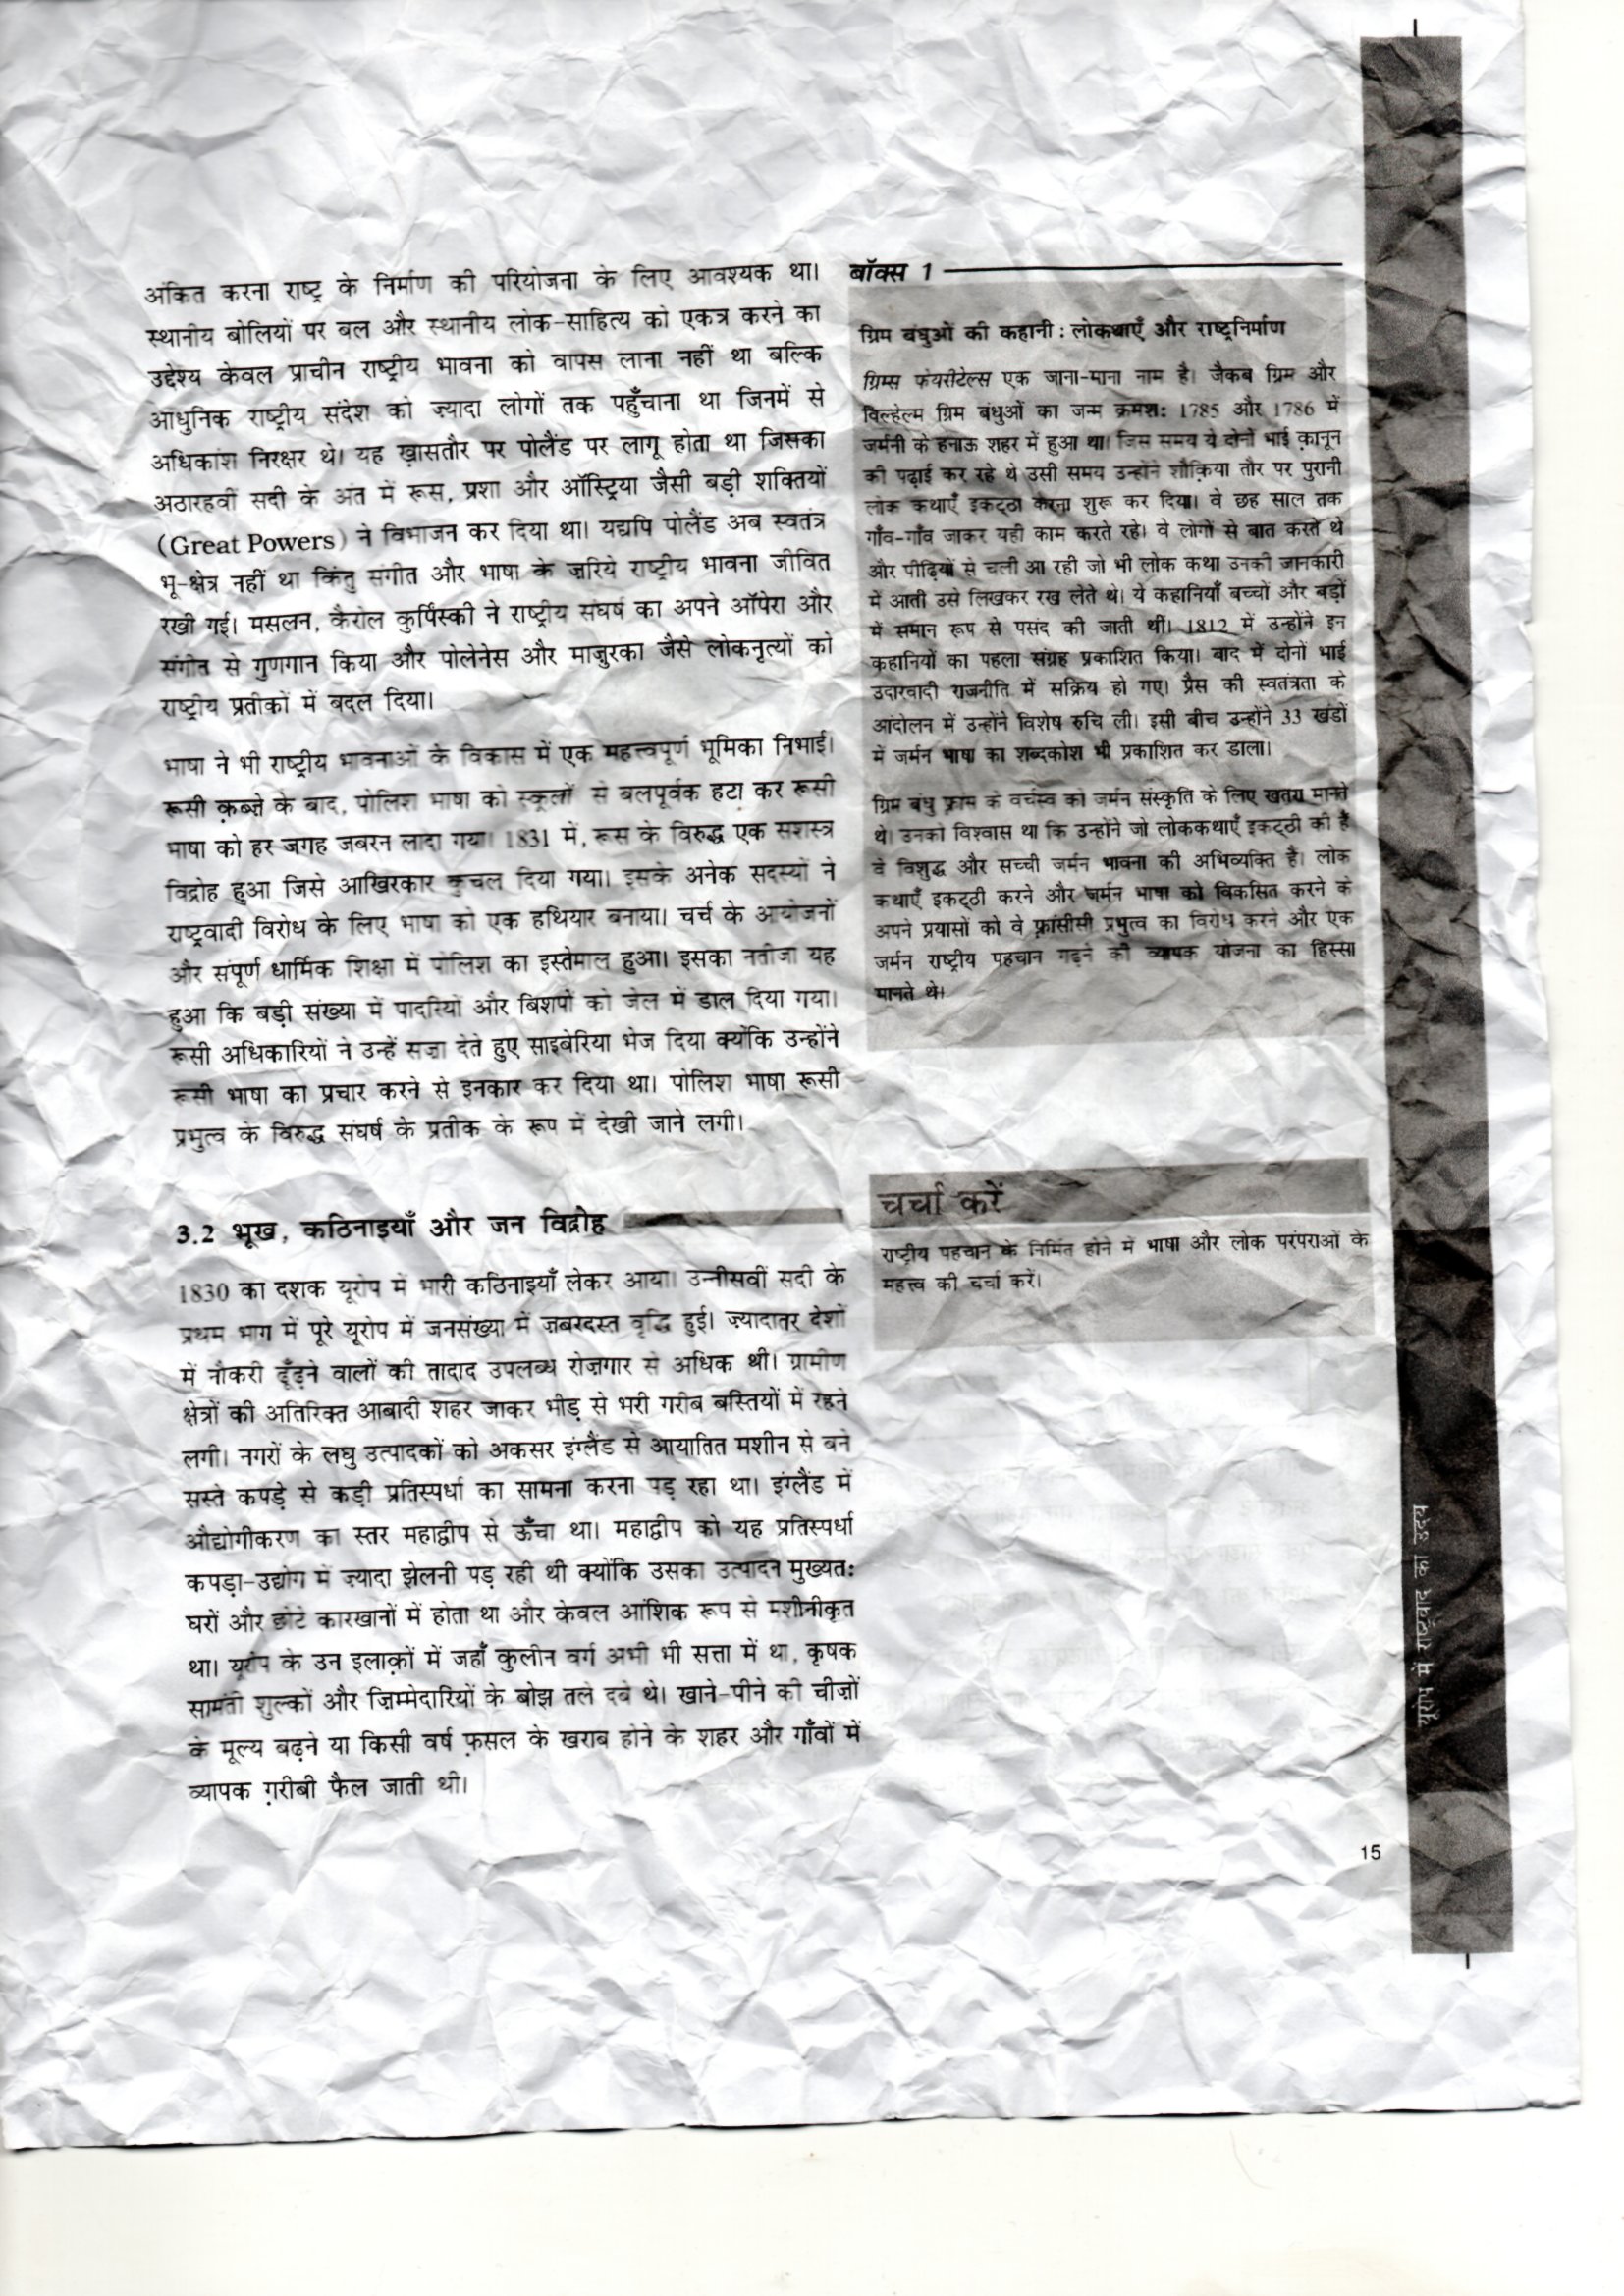 अंकित करना राष्ट्र के निर्माण की परियोजना के लिए आवश्यक था।
स्थानीय बोलियों पर बल और स्थानीय लोक-साहित्य को एकत्र करने का
उद्देश्य केवल प्राचीन राष्ट्रीय भावना को वापस लाना नहीं था बल्कि
आधुनिक राष्ट्रीय संदेश को ज़्यादा लोगों तक पहुँचाना था जिनमें से
अधिकांश निरक्षर थे। यह ख़ासतौर पर पोलैंड पर लागू होता था जिसका
अठारहवीं सदी के अंत में रूस, प्रशा और ऑस्ट्रिया जैसी बड़ी शक्तियों
(Great Powers) ने विभाजन कर दिया था। यद्यपि पोलैंड अब स्वतंत्र
भू-क्षेत्र नहीं था किंतु संगीत और भाषा के ज़रिये राष्ट्रीय भावना जीवित
रखी गई। मसलन, कैरोल कुर्पिंस्की ने राष्ट्रीय संघर्ष का अपने ऑपेरा और
संगीत से गुणगान किया और पोलेनेस और माज़ुरका जैसे लोकनृत्यों को
राष्ट्रीय प्रतीकों में बदल दिया।
भाषा ने भी राष्ट्रीय भावनाओं के विकास में एक महत्त्वपूर्ण भूमिका निभाई।
रूसी क़ब्ज़े के बाद, पोलिश भाषा को स्कूलों से बलपूर्वक हटा कर रूसी
भाषा को हर जगह जबरन लादा गया। 1831 में, रूस के विरुद्ध एक सशस्त्र
विद्रोह हुआ जिसे आखिरकार कुचल दिया गया। इसके अनेक सदस्यों ने
राष्ट्रवादी विरोध के लिए भाषा को एक हथियार बनाया। चर्च के आयोजनों
और संपूर्ण धार्मिक शिक्षा में पोलिश का इस्तेमाल हुआ। इसका नतीजा यह
हुआ कि बड़ी संख्या में पादरियों और बिशपों को जेल में डाल दिया गया।
रूसी अधिकारियों ने उन्हें सज़ा देते हुए साइबेरिया भेज दिया क्योंकि उन्होंने
रूसी भाषा का प्रचार करने से इनकार कर दिया था। पोलिश भाषा रूसी
प्रभुत्व के विरुद्ध संघर्ष के प्रतीक के रूप में देखी जाने लगी।
3.2 भूख, कठिनाइयाँ और जन विद्रोह
1830 का दशक यूरोप में भारी कठिनाइयाँ लेकर आया। उन्नीसवीं सदी के
प्रथम भाग में पूरे यूरोप में जनसंख्या में ज़बरदस्त वृद्धि हुई। ज़्यादातर देशों
में नौकरी ढूँढ़ने वालों की तादाद उपलब्ध रोज़गार से अधिक थी। ग्रामीण
क्षेत्रों की अतिरिक्त आबादी शहर जाकर भीड़ से भरी गरीब बस्तियों में रहने
लगी। नगरों के लघु उत्पादकों को अकसर इंग्लैंड से आयातित मशीन से बने
सस्ते कपड़े से कड़ी प्रतिस्पर्धा का सामना करना पड़ रहा था। इंग्लैंड में
औद्योगीकरण का स्तर महाद्वीप से ऊँचा था। महाद्वीप को यह प्रतिस्पर्धा
कपड़ा-उद्योग में ज़्यादा झेलनी पड़ रही थी क्योंकि उसका उत्पादन मुख्यतः
घरों और छोटे कारखानों में होता था और केवल आंशिक रूप से मशीनीकृत
था। यूरोप के उन इलाक़ों में जहाँ कुलीन वर्ग अभी भी सत्ता में था, कृषक
सामंती शुल्कों और ज़िम्मेदारियों के बोझ तले दबे थे। खाने-पीने की चीज़ों
के मूल्य बढ़ने या किसी वर्ष फ़सल के खराब होने के शहर और गाँवों में
व्यापक ग़रीबी फैल जाती थी।
बॉक्स 1
ग्रिम बंधुओं की कहानी : लोकथाएँ और राष्ट्रनिर्माण
ग्रिम्स फ़ेयरीटेल्स एक जाना-माना नाम है। जैकब ग्रिम और
विल्हेल्म ग्रिम बंधुओं का जन्म क्रमशः 1785 और 1786 में
जर्मनी के हनाऊ शहर में हुआ था। जिस समय ये दोनों भाई क़ानून
की पढ़ाई कर रहे थे उसी समय उन्होंने शौक़िया तौर पर पुरानी
लोक कथाएँ इकट्ठा करना शुरू कर दिया। वे छह साल तक
गाँव-गाँव जाकर यही काम करते रहे। वे लोगों से बात करते थे
और पीढ़ियों से चली आ रही जो भी लोक कथा उनकी जानकारी
में आती उसे लिखकर रख लेते थे। ये कहानियाँ बच्चों और बड़ों
में समान रूप से पसंद की जाती थीं। 1812 में उन्होंने इन
कहानियों का पहला संग्रह प्रकाशित किया। बाद में दोनों भाई
उदारवादी राजनीति में सक्रिय हो गए। प्रैस की स्वतंत्रता के
आंदोलन में उन्होंने विशेष रुचि ली। इसी बीच उन्होंने 33 खंडों
में जर्मन भाषा का शब्दकोश भी प्रकाशित कर डाला।
ग्रिम बंधु फ़्रांस के वर्चस्व को जर्मन संस्कृति के लिए खतरा मानते
थे। उनको विश्वास था कि उन्होंने जो लोककथाएँ इकट्ठी की हैं
वे विशुद्ध और सच्ची जर्मन भावना की अभिव्यक्ति है। लोक
कथाएँ इकट्ठी करने और जर्मन भाषा को विकसित करने के
अपने प्रयासों को वे फ़्रांसीसी प्रभुत्व का विरोध करने और एक
जर्मन राष्ट्रीय पहचान गढ़ने की व्यापक योजना का हिस्सा
मानते थे।
चर्चा करें
राष्ट्रीय पहचान के निर्मित होने में भाषा और लोक परंपराओं के
महत्त्व की चर्चा करें।
यूरोप में राष्ट्रवाद का उदय
15